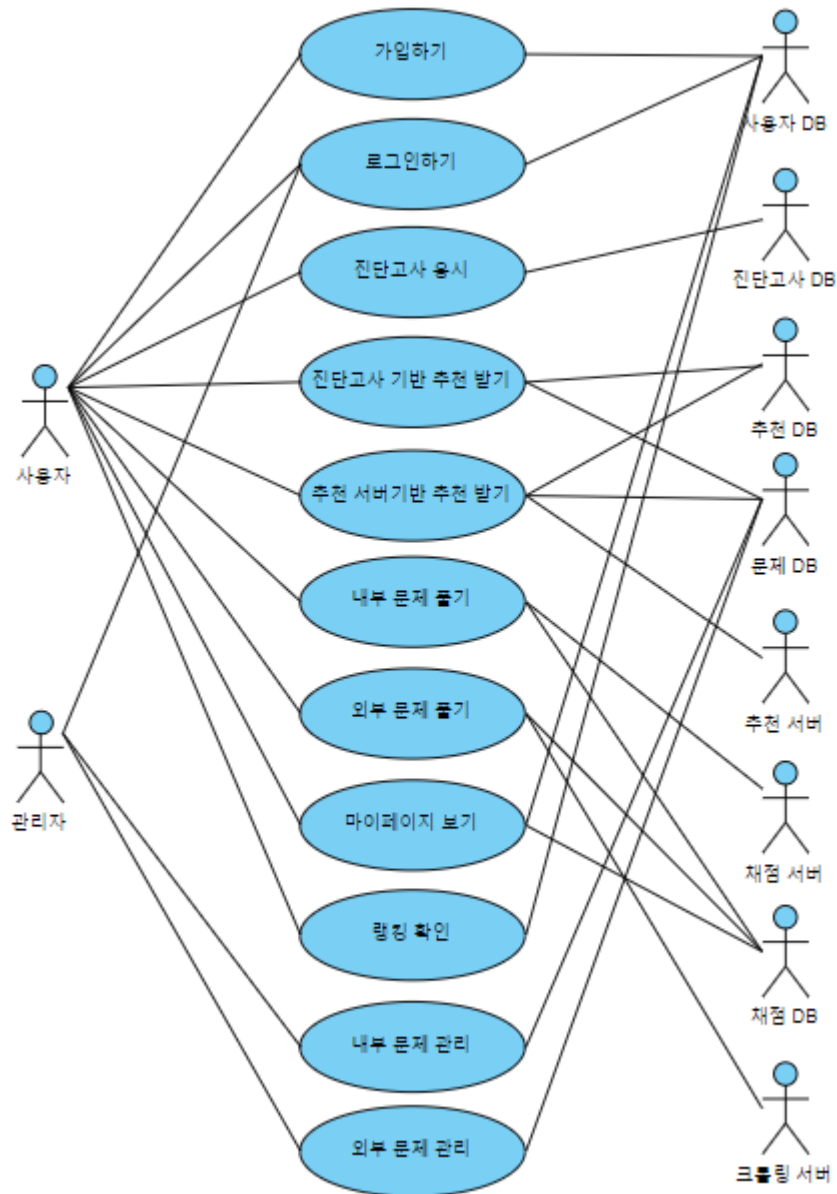 가입하기
사용자 DB
로그인하기
진단고사 응시
진단고사 DB
진단고사 기반 추천 받기
추천 DB
사용자
추천 서버기반 추천 받기
문제 DB
내부 문제 풀기
외부 문제 풀기
추천 서버
관리자
마이페이지 보기
채점 서버
랭킹 확인
채점 DB
내부 문제 관리
외부 문제 관리
크롤링 서버